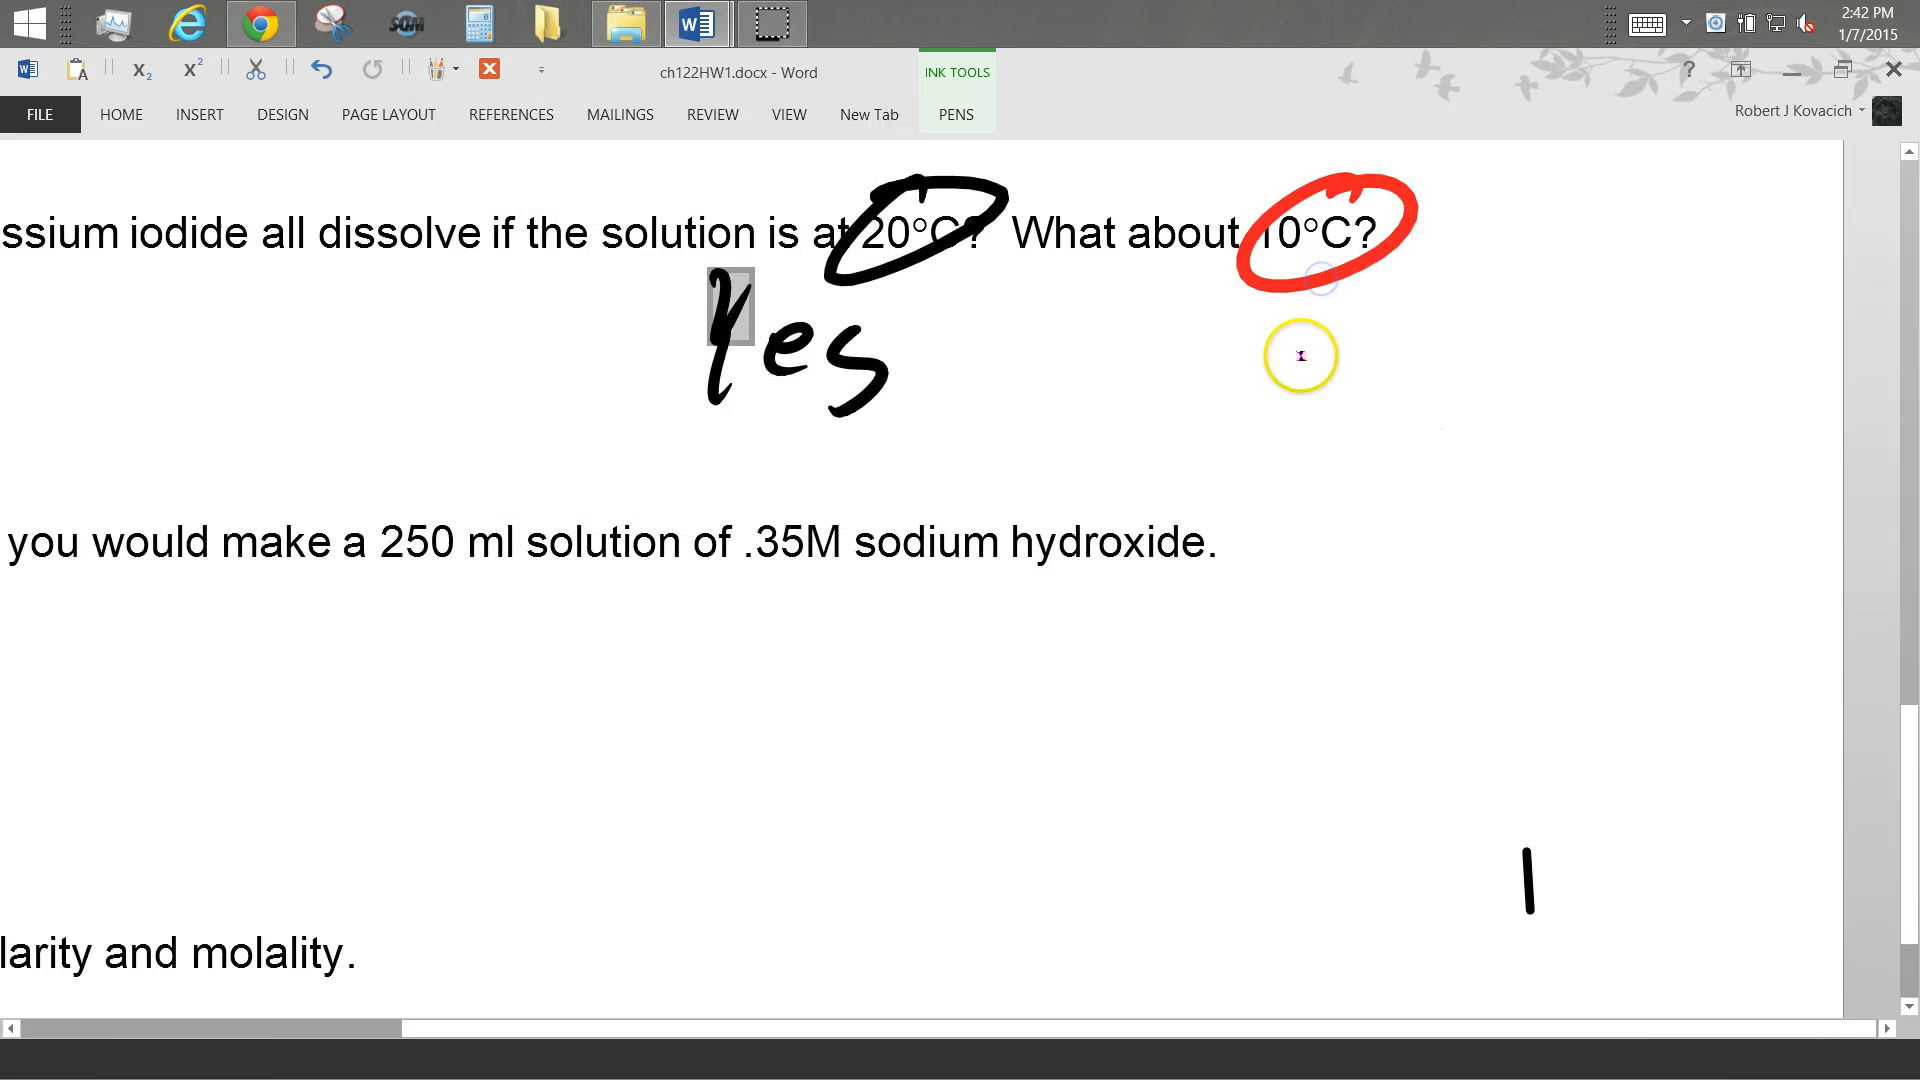 2:42 PM
1/7/2015
SOM
ch122HW1.docx - Word
INK TOOLS
FILE HOME INSERT DESIGN PAGE LAYOUT REFERENCES MAILINGS REVIEW VIEW New Tab PENS
Robert J Kovacich
ssium iodide all dissolve if the solution is at 20°C? What about 10°C?
Yes
you would make a 250 ml solution of .35M sodium hydroxide.
larity and molality.